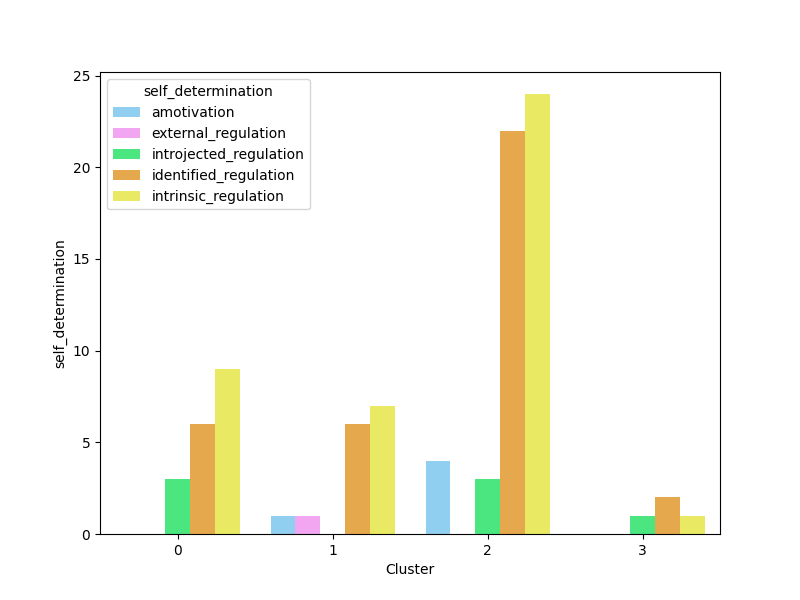 self_determination
amotivation
external_regulation
introjected_regulation
identified_regulation
intrinsic_regulation
25
20
15
10
5
0
self_determination
0 1 2 3
Cluster